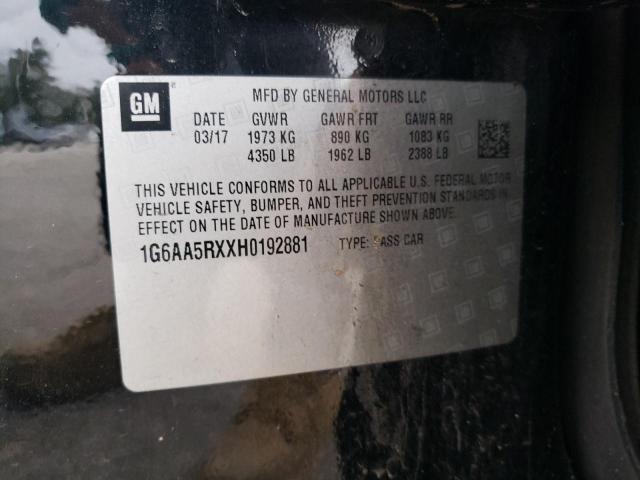 GM
MFD BY GENERAL MOTORS LLC
DATE GVWR GAWR FRT GAWR RR
03/17 1973 KG 890 KG 1083 KG
4350 LB 1962 LB 2388 LB
THIS VEHICLE CONFORMS TO ALL APPLICABLE U.S. FEDERAL MOTOR
VEHICLE SAFETY, BUMPER, AND THEFT PREVENTION STANDARDS IN
EFFECT ON THE DATE OF MANUFACTURE SHOWN ABOVE.
1G6AA5RXXH0192881 TYPE: PASS CAR